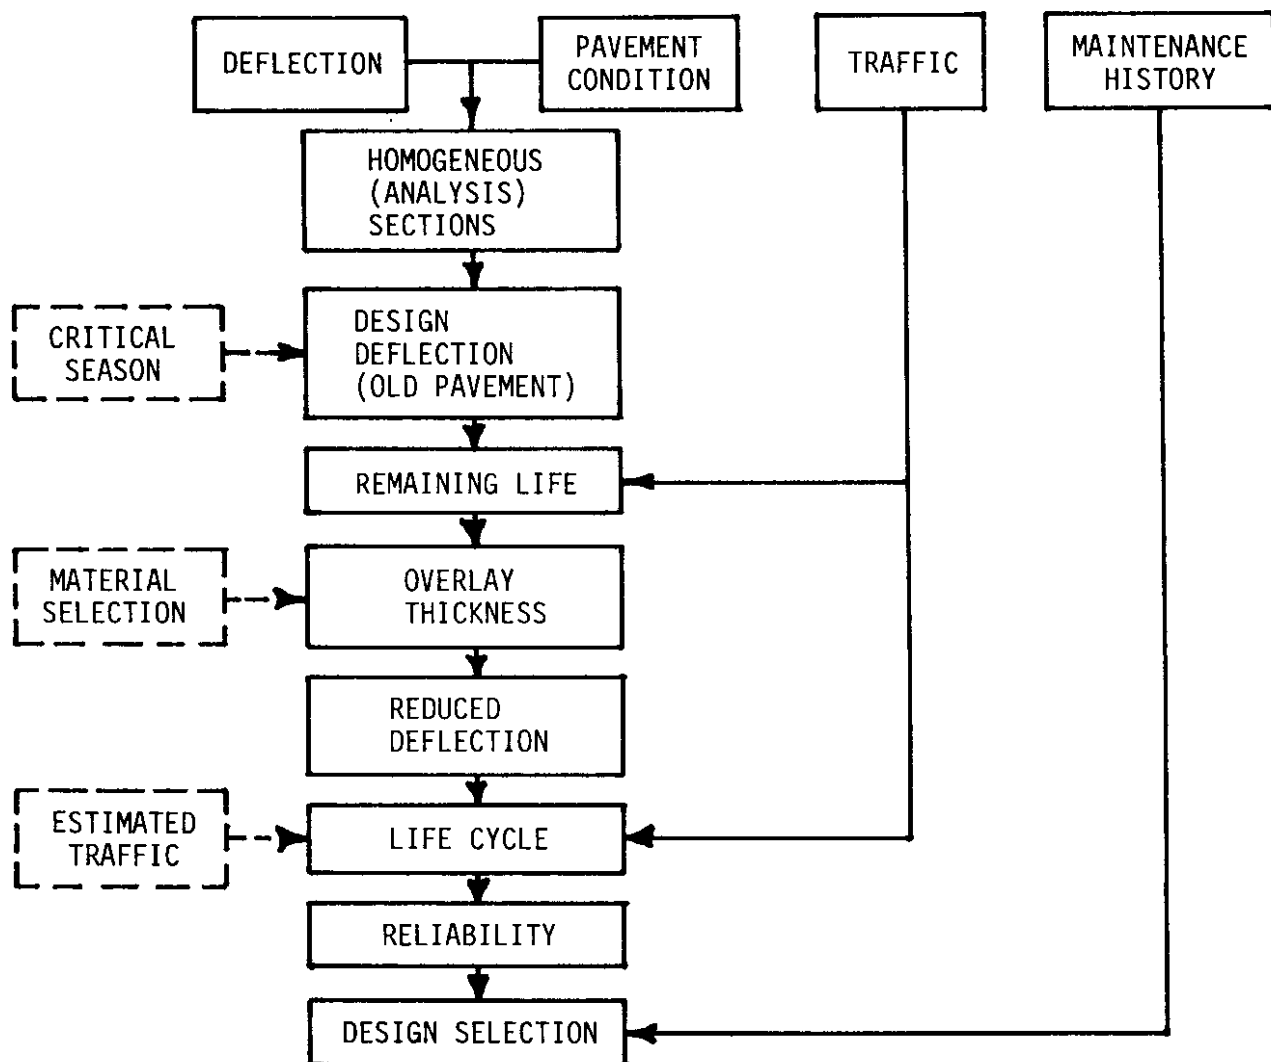 DEFLECTION
PAVEMENT
CONDITION
TRAFFIC
MAINTENANCE
HISTORY
HOMOGENEOUS
(ANALYSIS)
SECTIONS
CRITICAL
SEASON
DESIGN
DEFLECTION
(OLD PAVEMENT)
REMAINING LIFE
MATERIAL
SELECTION
OVERLAY
THICKNESS
REDUCED
DEFLECTION
ESTIMATED
TRAFFIC
LIFE CYCLE
RELIABILITY
DESIGN SELECTION